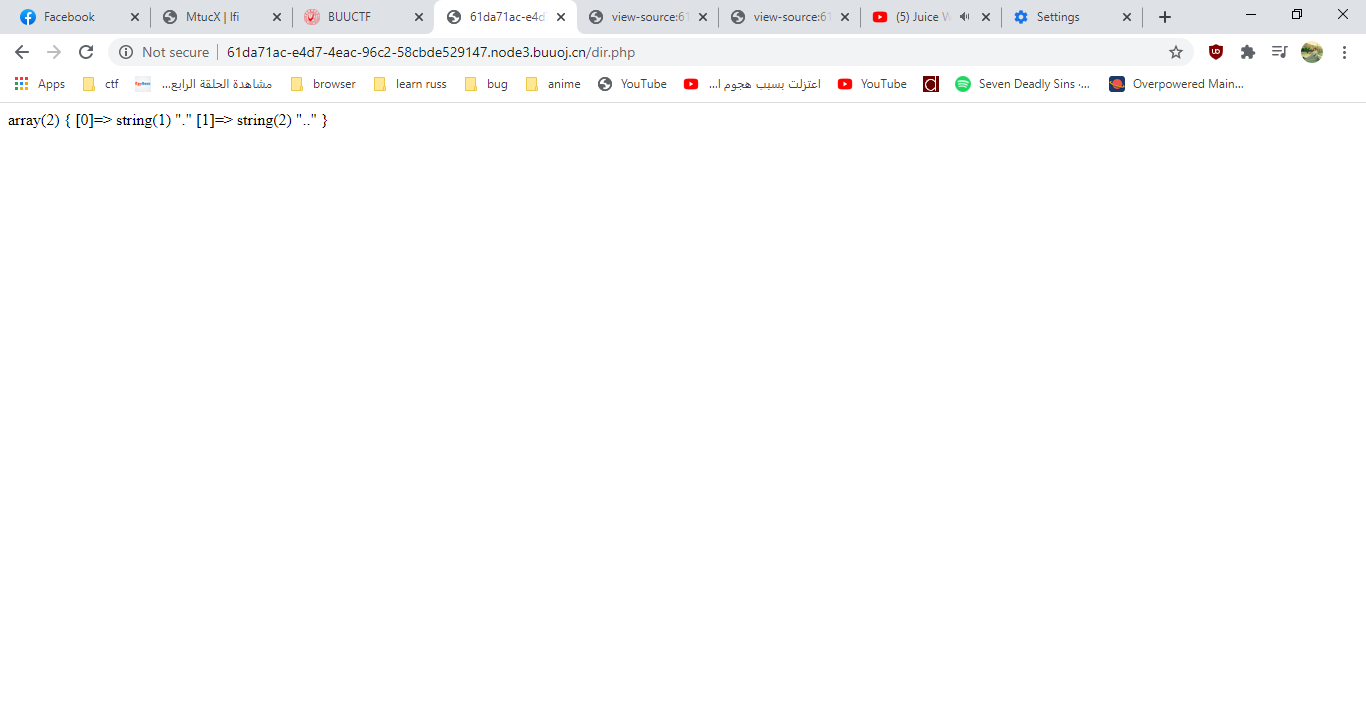 Facebook MtucX | lfi BUUCTF 61da71ac-e4d view-source:61 view-source:61 (5) Juice W Settings
Not secure 61da71ac-e4d7-4eac-96c2-58cbde529147.node3.buuoj.cn/dir.php
Apps ctf مشاهدة الحلقة الرابع... browser learn russ bug anime YouTube اعتزلت بسبب هجوم ا... YouTube Seven Deadly Sins -... Overpowered Main...
array(2) { [0]=> string(1) "." [1]=> string(2) ".." }